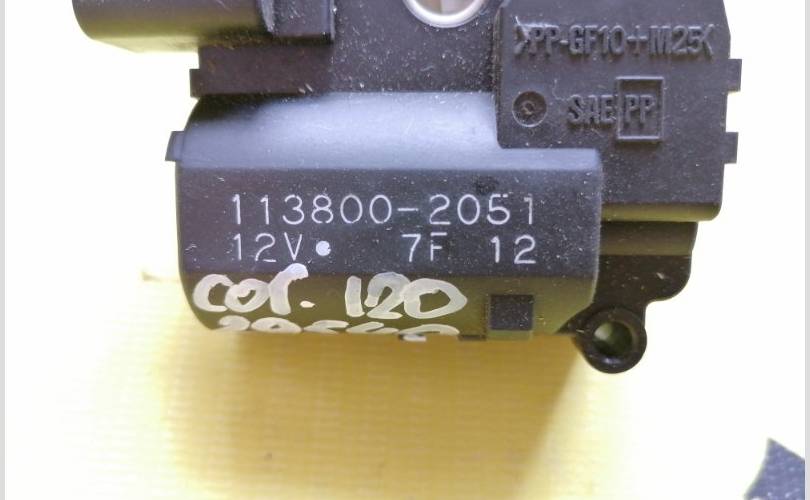 >PP-GF10+M25<
SAE PP
113800-2051
12V• 7F 12
cor. 120